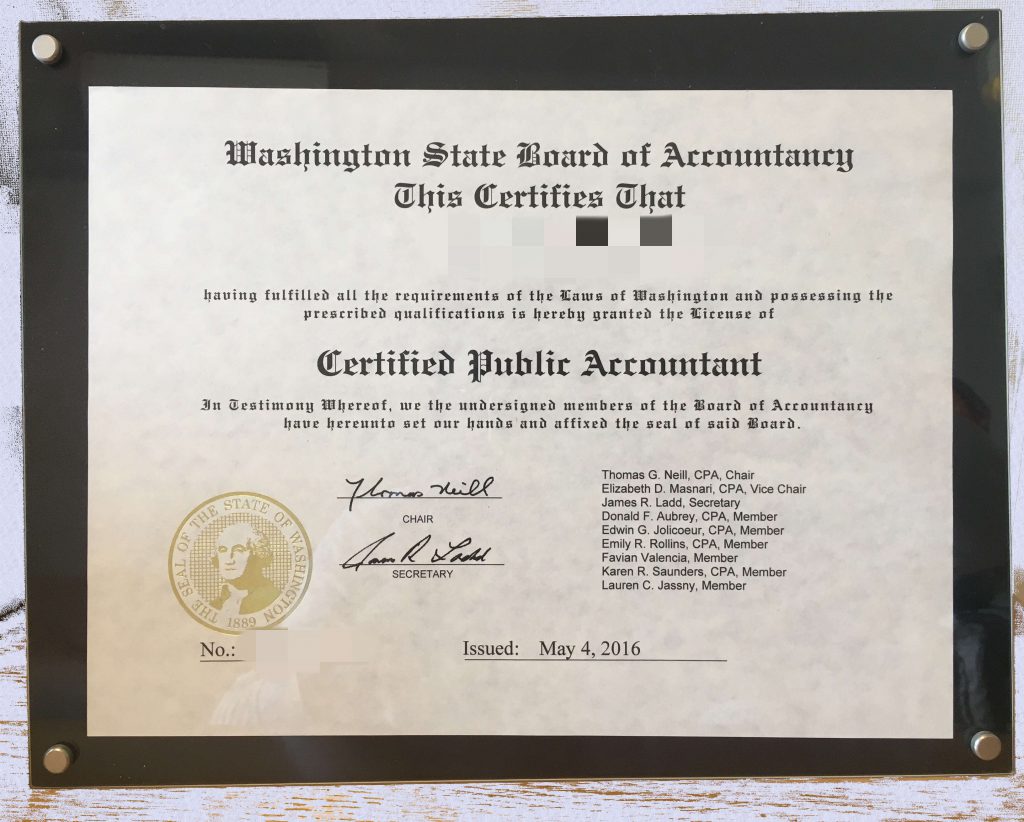 Washington State Board of Accountancy
This Certifies That
having fulfilled all the requirements of the Laws of Washington and possessing the
prescribed qualifications is hereby granted the License of
Certified Public Accountant
In Testimony Whereof, we the undersigned members of the Board of Accountancy
have hereunto set our hands and affixed the seal of said Board.
Thomas Neill
CHAIR
James R. Ladd
SECRETARY
Thomas G. Neill, CPA, Chair
Elizabeth D. Masnari, CPA, Vice Chair
James R. Ladd, Secretary
Donald F. Aubrey, CPA, Member
Edwin G. Jolicoeur, CPA, Member
Emily R. Rollins, CPA, Member
Favian Valencia, Member
Karen R. Saunders, CPA, Member
Lauren C. Jassny, Member
THE SEAL OF THE STATE OF WASHINGTON
1889
No.:
Issued: May 4, 2016